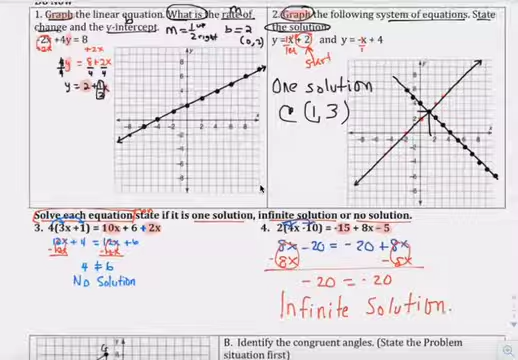 1. Graph the linear equation. What is the rate of
m
change and the y-intercept.
b
m = 1 up
2 right
b = 2
(0, 2)
-2x + 4y = 8
+2x +2x
4y = 8 + 2x
4 4 4
y = 2 + 1/2 x
2. Graph the following system of equations. State
the solution
y = x + 2 and y = -x + 4
start
One solution
@ (1, 3)
Solve each equation state if it is one solution, infinite solution or no solution.
3. 4(3x + 1) = 10x + 6 + 2x
12x + 4 = 12x + 6
-12x -12x
4 ≠ 6
No Solution
4. 2(4x - 10) = -15 + 8x - 5
8x - 20 = -20 + 8x
-8x -8x
-20 = -20
Infinite Solution.
B. Identify the congruent angles. (State the Problem
situation first)